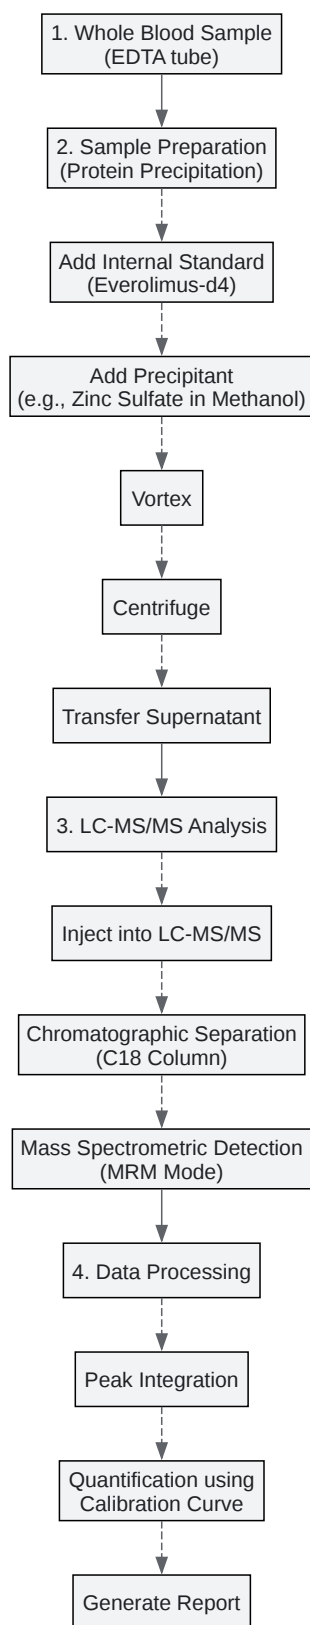 1. Whole Blood Sample
(EDTA tube)
2. Sample Preparation
(Protein Precipitation)
Add Internal Standard
(Everolimus-d4)
Add Precipitant
(e.g., Zinc Sulfate in Methanol)
Vortex
Centrifuge
Transfer Supernatant
3. LC-MS/MS Analysis
Inject into LC-MS/MS
Chromatographic Separation
(C18 Column)
Mass Spectrometric Detection
(MRM Mode)
4. Data Processing
Peak Integration
Quantification using
Calibration Curve
Generate Report